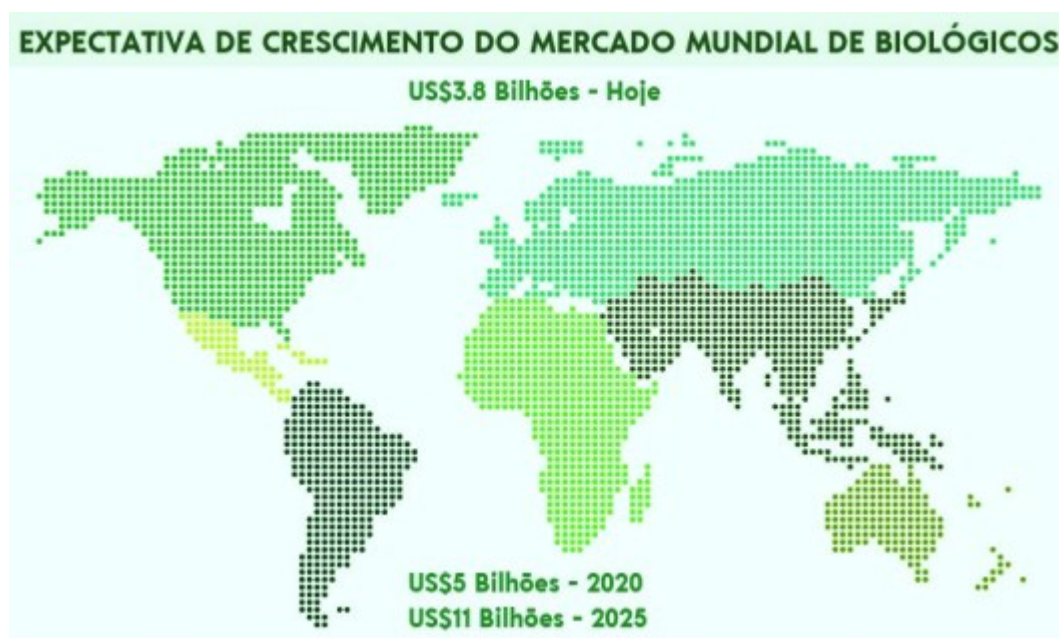 EXPECTATIVA DE CRESCIMENTO DO MERCADO MUNDIAL DE BIOLÓGICOS
US$3.8 Bilhões - Hoje
US$5 Bilhões - 2020
US$11 Bilhões - 2025